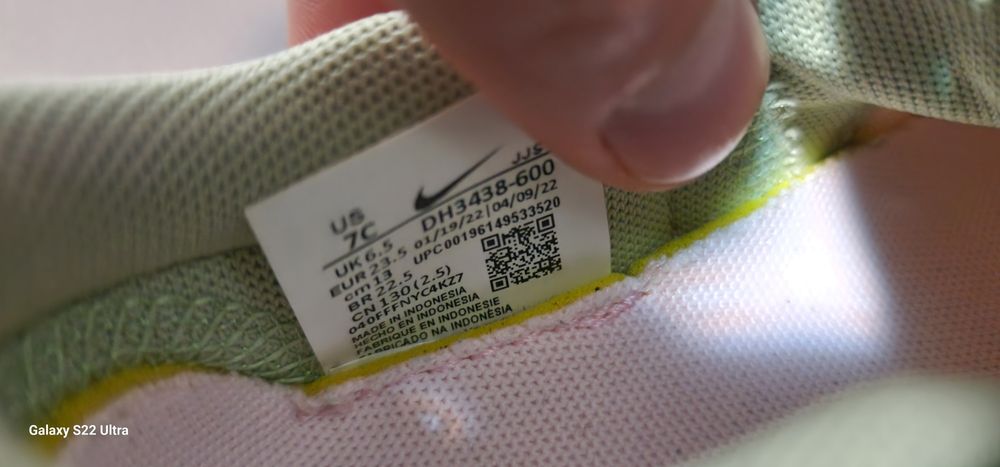 JJS
US
7C
DH3438-600
UK 6.5
01/19/22|04/09/22
EUR 23.5
UPC00196149533520
cm 13
BR 22.5
CN 130 (2.5)
040FFFNYC4KZ7
MADE IN INDONESIA
HECHO EN INDONESIA
FABRIQUE EN INDONESIE
FABRICADO NA INDONÉSIA
Galaxy S22 Ultra